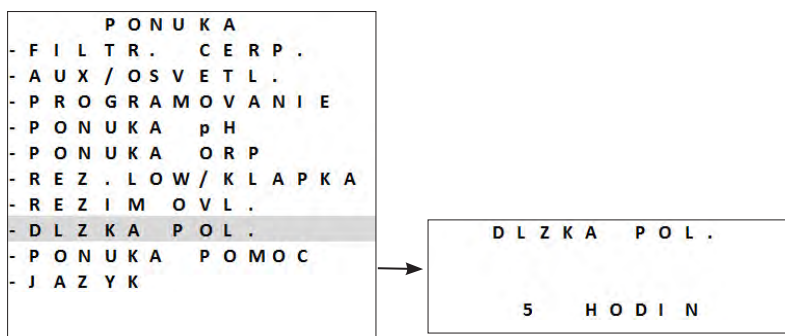 PONUKA
- FILTR. CERP.
- AUX/OSVETL.
- PROGRAMOVANIE
- PONUKA pH
- PONUKA ORP
- REZ.LOW/KLAPKA
- REZIM OVL.
- DLZKA POL.
- PONUKA POMOC
- JAZYK
DLZKA POL.
5 HODIN